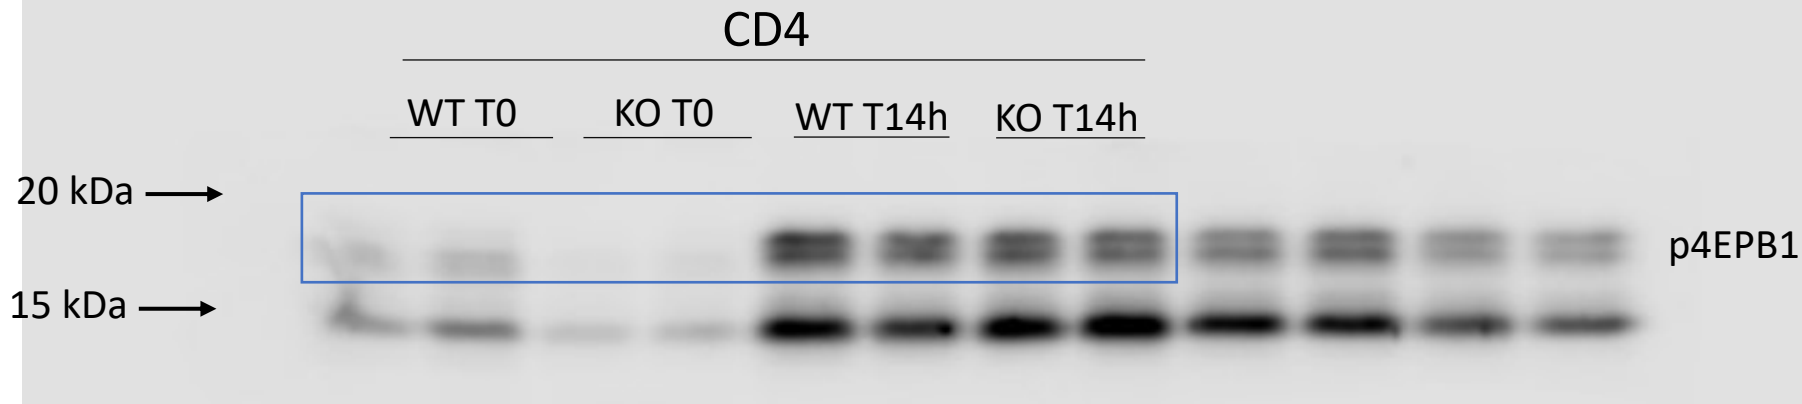 CD4
WT T0
KO T0
WT T14h
KO T14h
20 kDa
p4EPB1
15 kDa